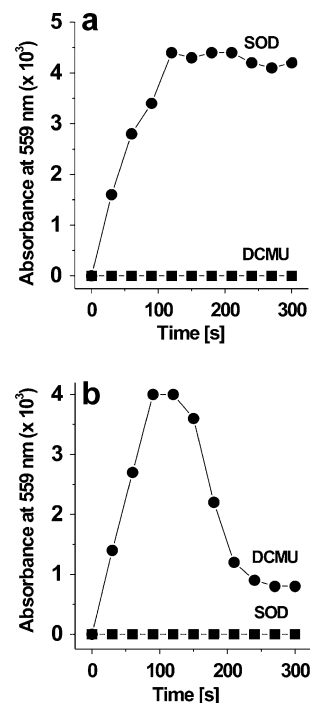 a
Absorbance at 559 nm (x 10³)
5
4
3
2
1
0
SOD
DCMU
0 100 200 300
Time [s]
b
Absorbance at 559 nm (x 10³)
4
3
2
1
0
DCMU
SOD
0 100 200 300
Time [s]